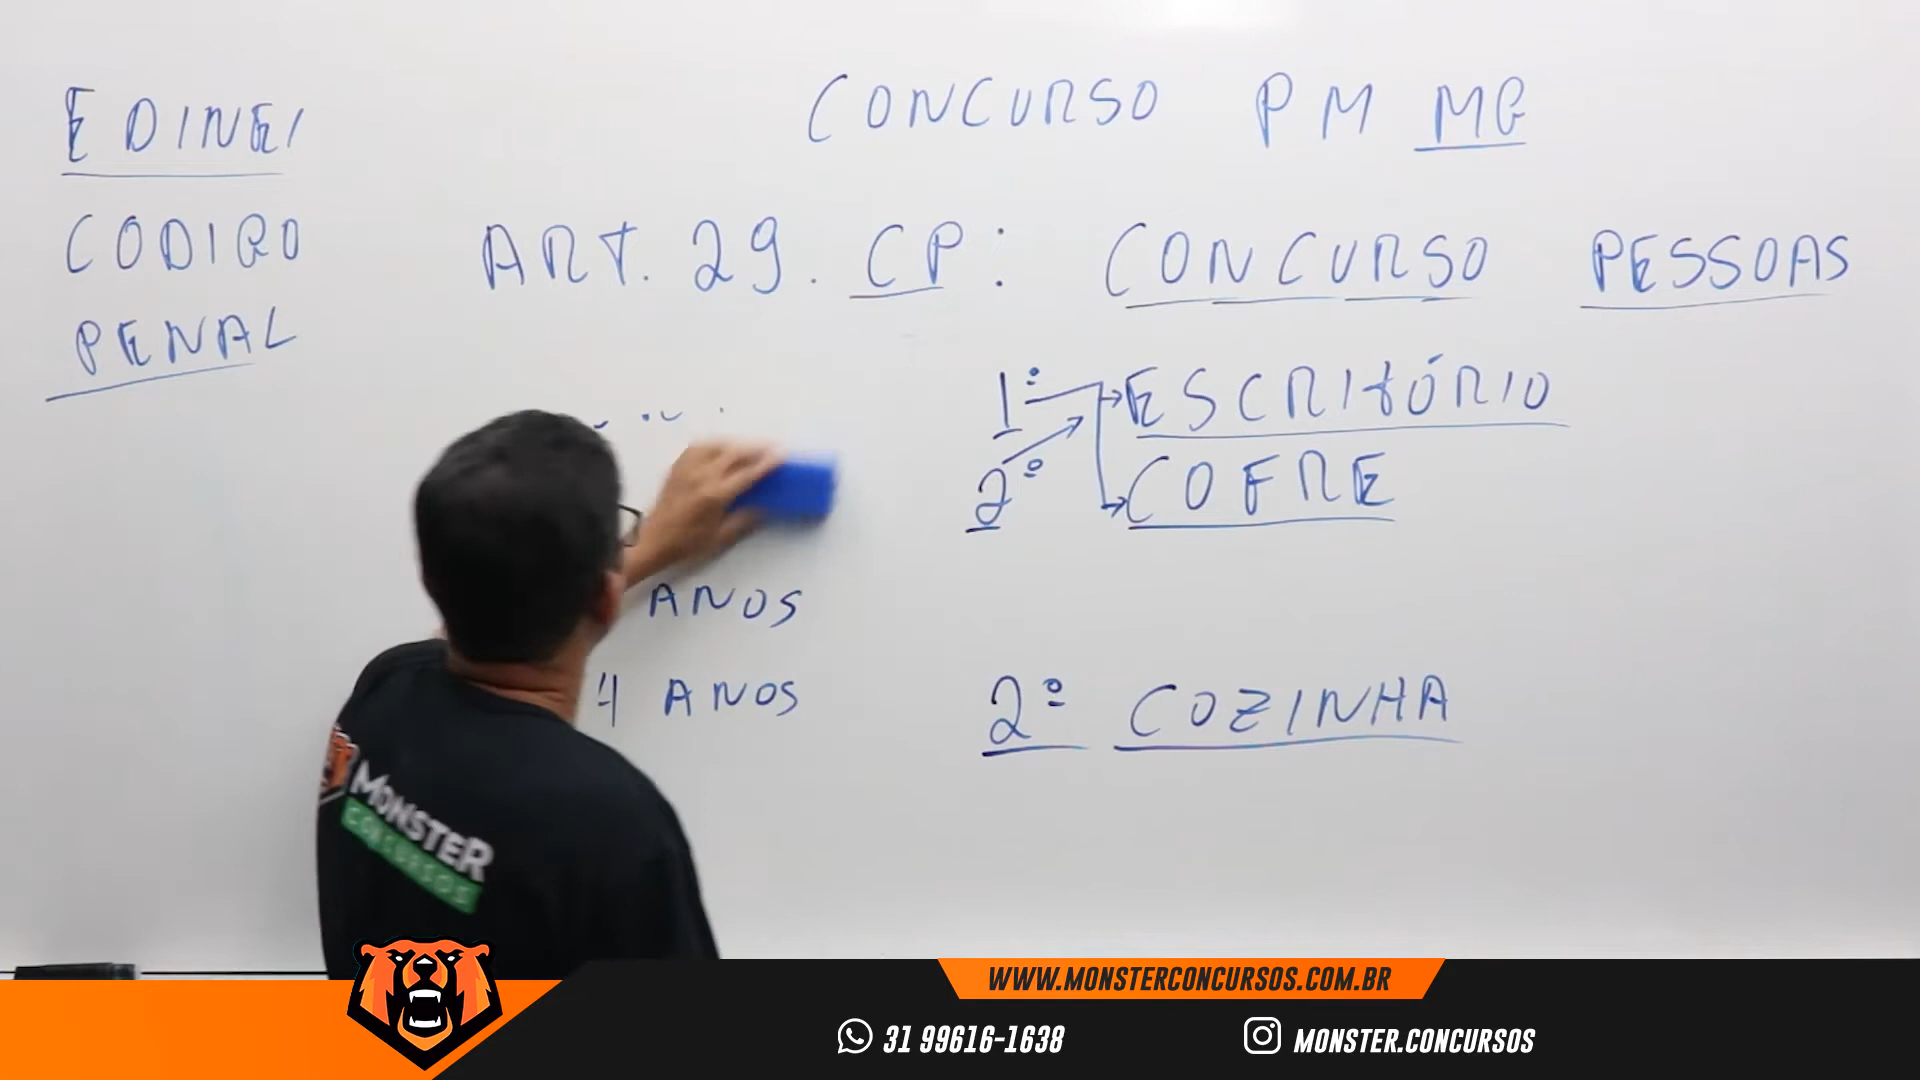 EDINEI
CODIGO
PENAL
CONCURSO PM MG
ART. 29. CP: CONCURSO PESSOAS
1º ESCRITÓRIO
2º COFRE
ANOS
4 ANOS
2º COZINHA
MONSTER
CONCURSOS
WWW.MONSTERCONCURSOS.COM.BR
31 99616-1638
MONSTER.CONCURSOS